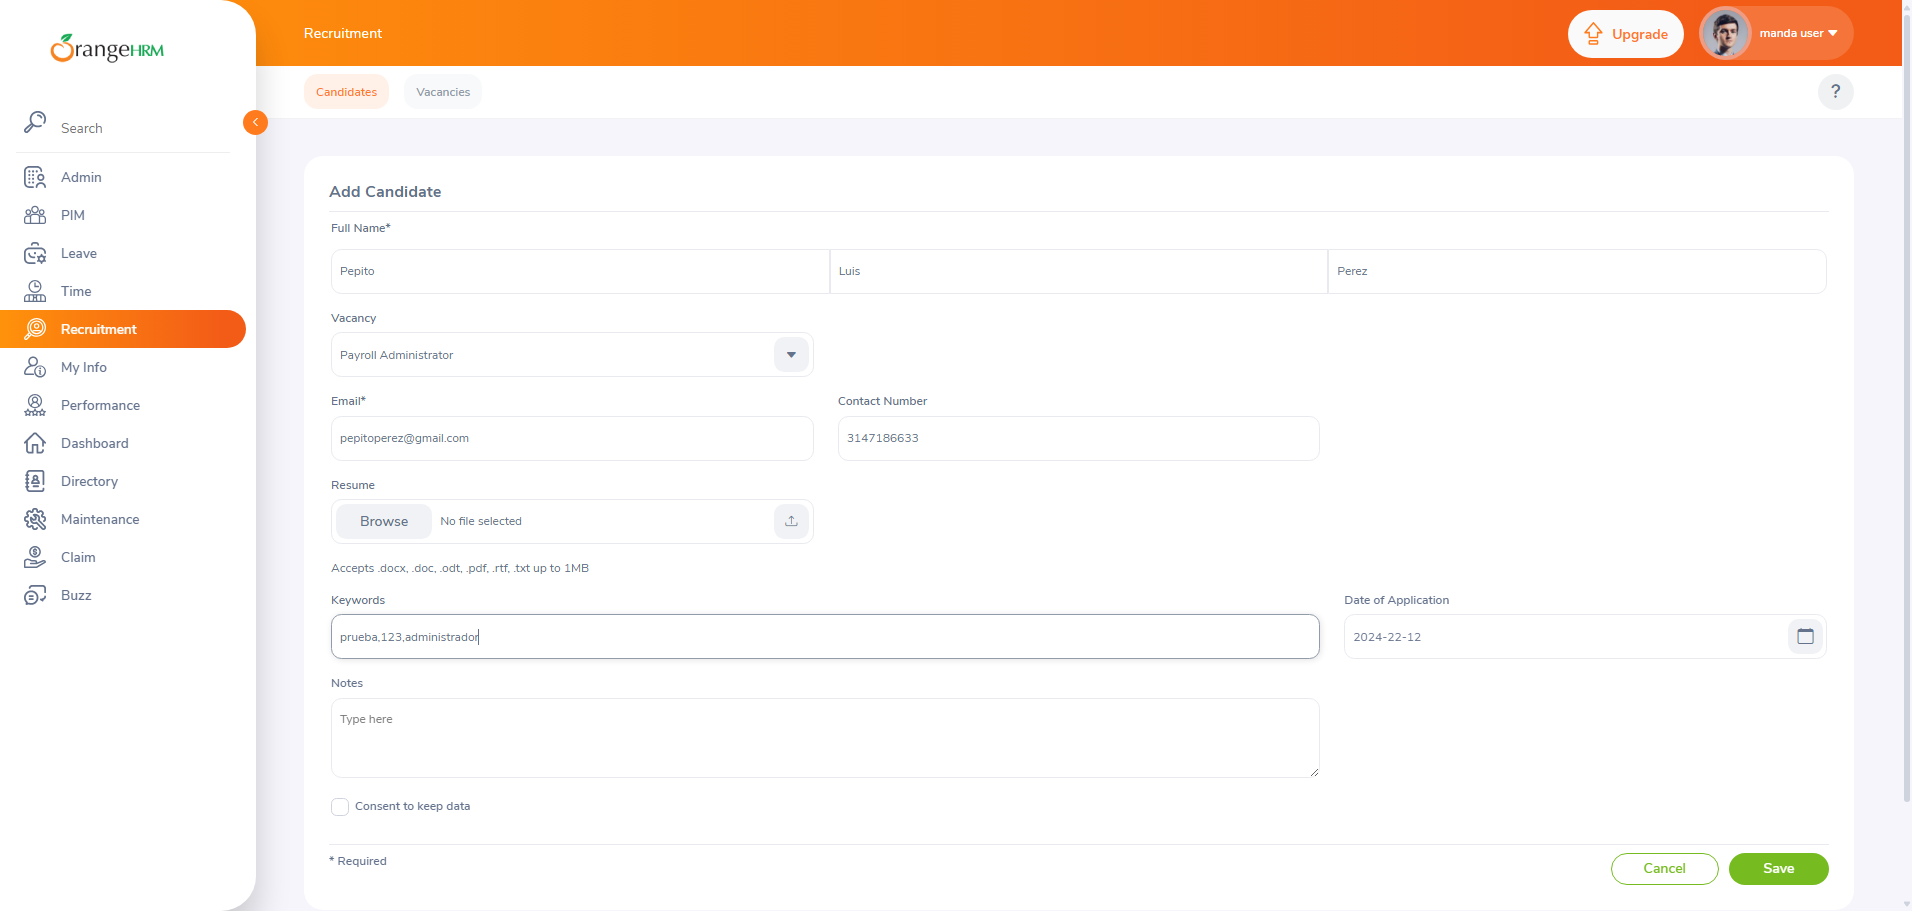 OrangeHRM
Recruitment
Upgrade
manda user
Candidates
Vacancies
?
Search
Admin
PIM
Leave
Time
Recruitment
My Info
Performance
Dashboard
Directory
Maintenance
Claim
Buzz
Add Candidate
Full Name*
Pepito
Luis
Perez
Vacancy
Payroll Administrator
Email*
Contact Number
pepitoperez@gmail.com
3147186633
Resume
Browse
No file selected
Accepts .docx, .doc, .odt, .pdf, .rtf, .txt up to 1MB
Keywords
Date of Application
prueba,123,administrador
2024-22-12
Notes
Type here
Consent to keep data
* Required
Cancel
Save